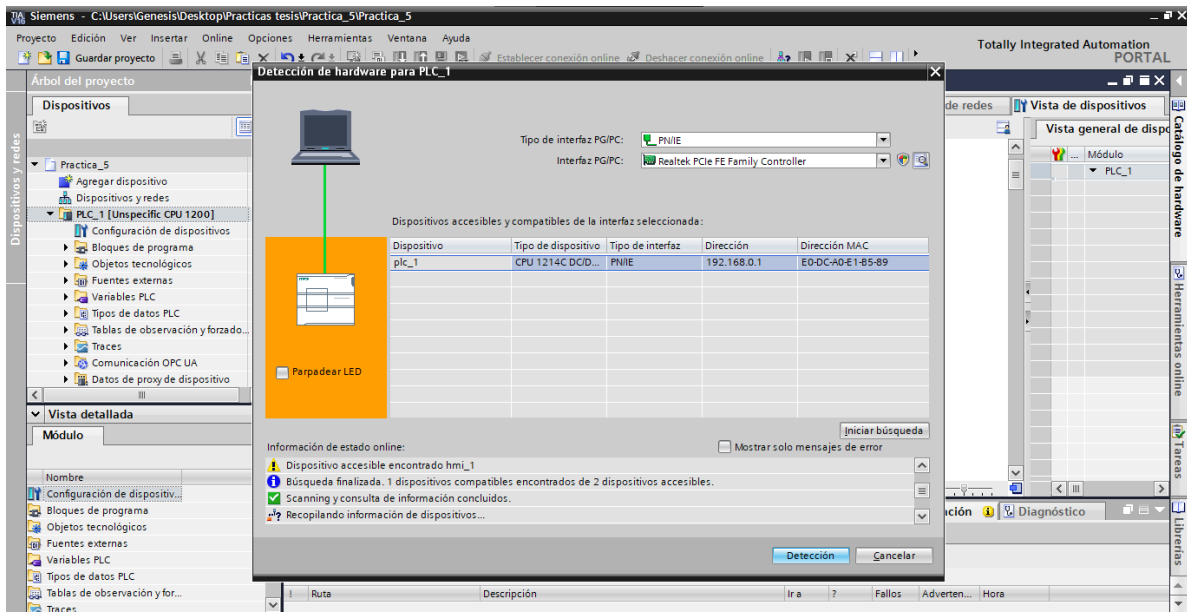 Siemens - C:\Users\Genesis\Desktop\Practicas tesis\Practica_5\Practica_5
Proyecto Edición Ver Insertar Online Opciones Herramientas Ventana Ayuda
Totally Integrated Automation
PORTAL
Guardar proyecto
Establecer conexión online
Deshacer conexión online
Árbol del proyecto
Dispositivos
Dispositivos y redes
Practica_5
Agregar dispositivo
Dispositivos y redes
PLC_1 [Unspecific CPU 1200]
Configuración de dispositivos
Bloques de programa
Objetos tecnológicos
Fuentes externas
Variables PLC
Tipos de datos PLC
Tablas de observación y forzado...
Traces
Comunicación OPC UA
Datos de proxy de dispositivo
Vista detallada
Módulo
Nombre
Configuración de dispositiv...
Bloques de programa
Objetos tecnológicos
Fuentes externas
Variables PLC
Tipos de datos PLC
Tablas de observación y for...
Traces
Detección de hardware para PLC_1
Tipo de interfaz PG/PC: PN/IE
Interfaz PG/PC: Realtek PCIe FE Family Controller
Dispositivos accesibles y compatibles de la interfaz seleccionada:
Dispositivo Tipo de dispositivo Tipo de interfaz Dirección Dirección MAC
plc_1 CPU 1214C DC/D... PN/IE 192.168.0.1 E0-DC-A0-E1-B5-89
Parpadear LED
Iniciar búsqueda
Información de estado online:
Mostrar solo mensajes de error
Dispositivo accesible encontrado hmi_1
Búsqueda finalizada. 1 dispositivos compatibles encontrados de 2 dispositivos accesibles.
Scanning y consulta de información concluidos.
Recopilando información de dispositivos...
Detección Cancelar
de redes
Vista de dispositivos
Vista general de dispo
... Módulo
PLC_1
ación
Diagnóstico
! Ruta Descripción Ir a ? Fallos Adverten... Hora
Catálogo de hardware
Herramientas online
Tareas
Librerías